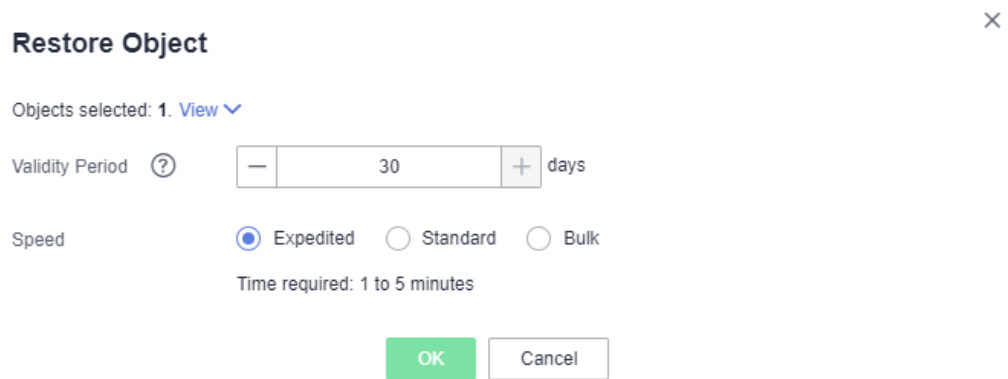 Restore Object
Objects selected: 1. View
Validity Period ? − 30 + days
Speed Expedited Standard Bulk
Time required: 1 to 5 minutes
OK Cancel